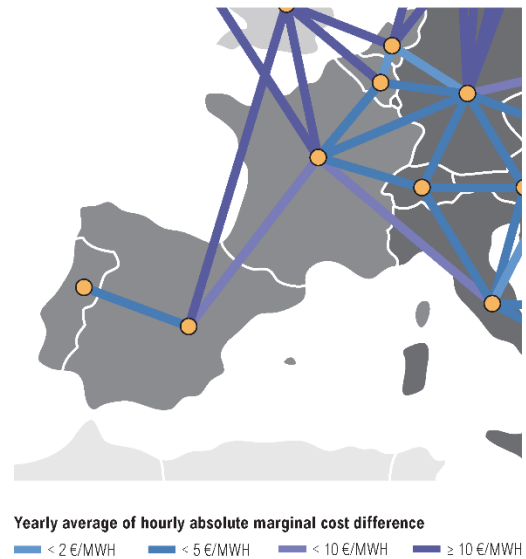 Yearly average of hourly absolute marginal cost difference
< 2 €/MWH < 5 €/MWH < 10 €/MWH ≥ 10 €/MWH